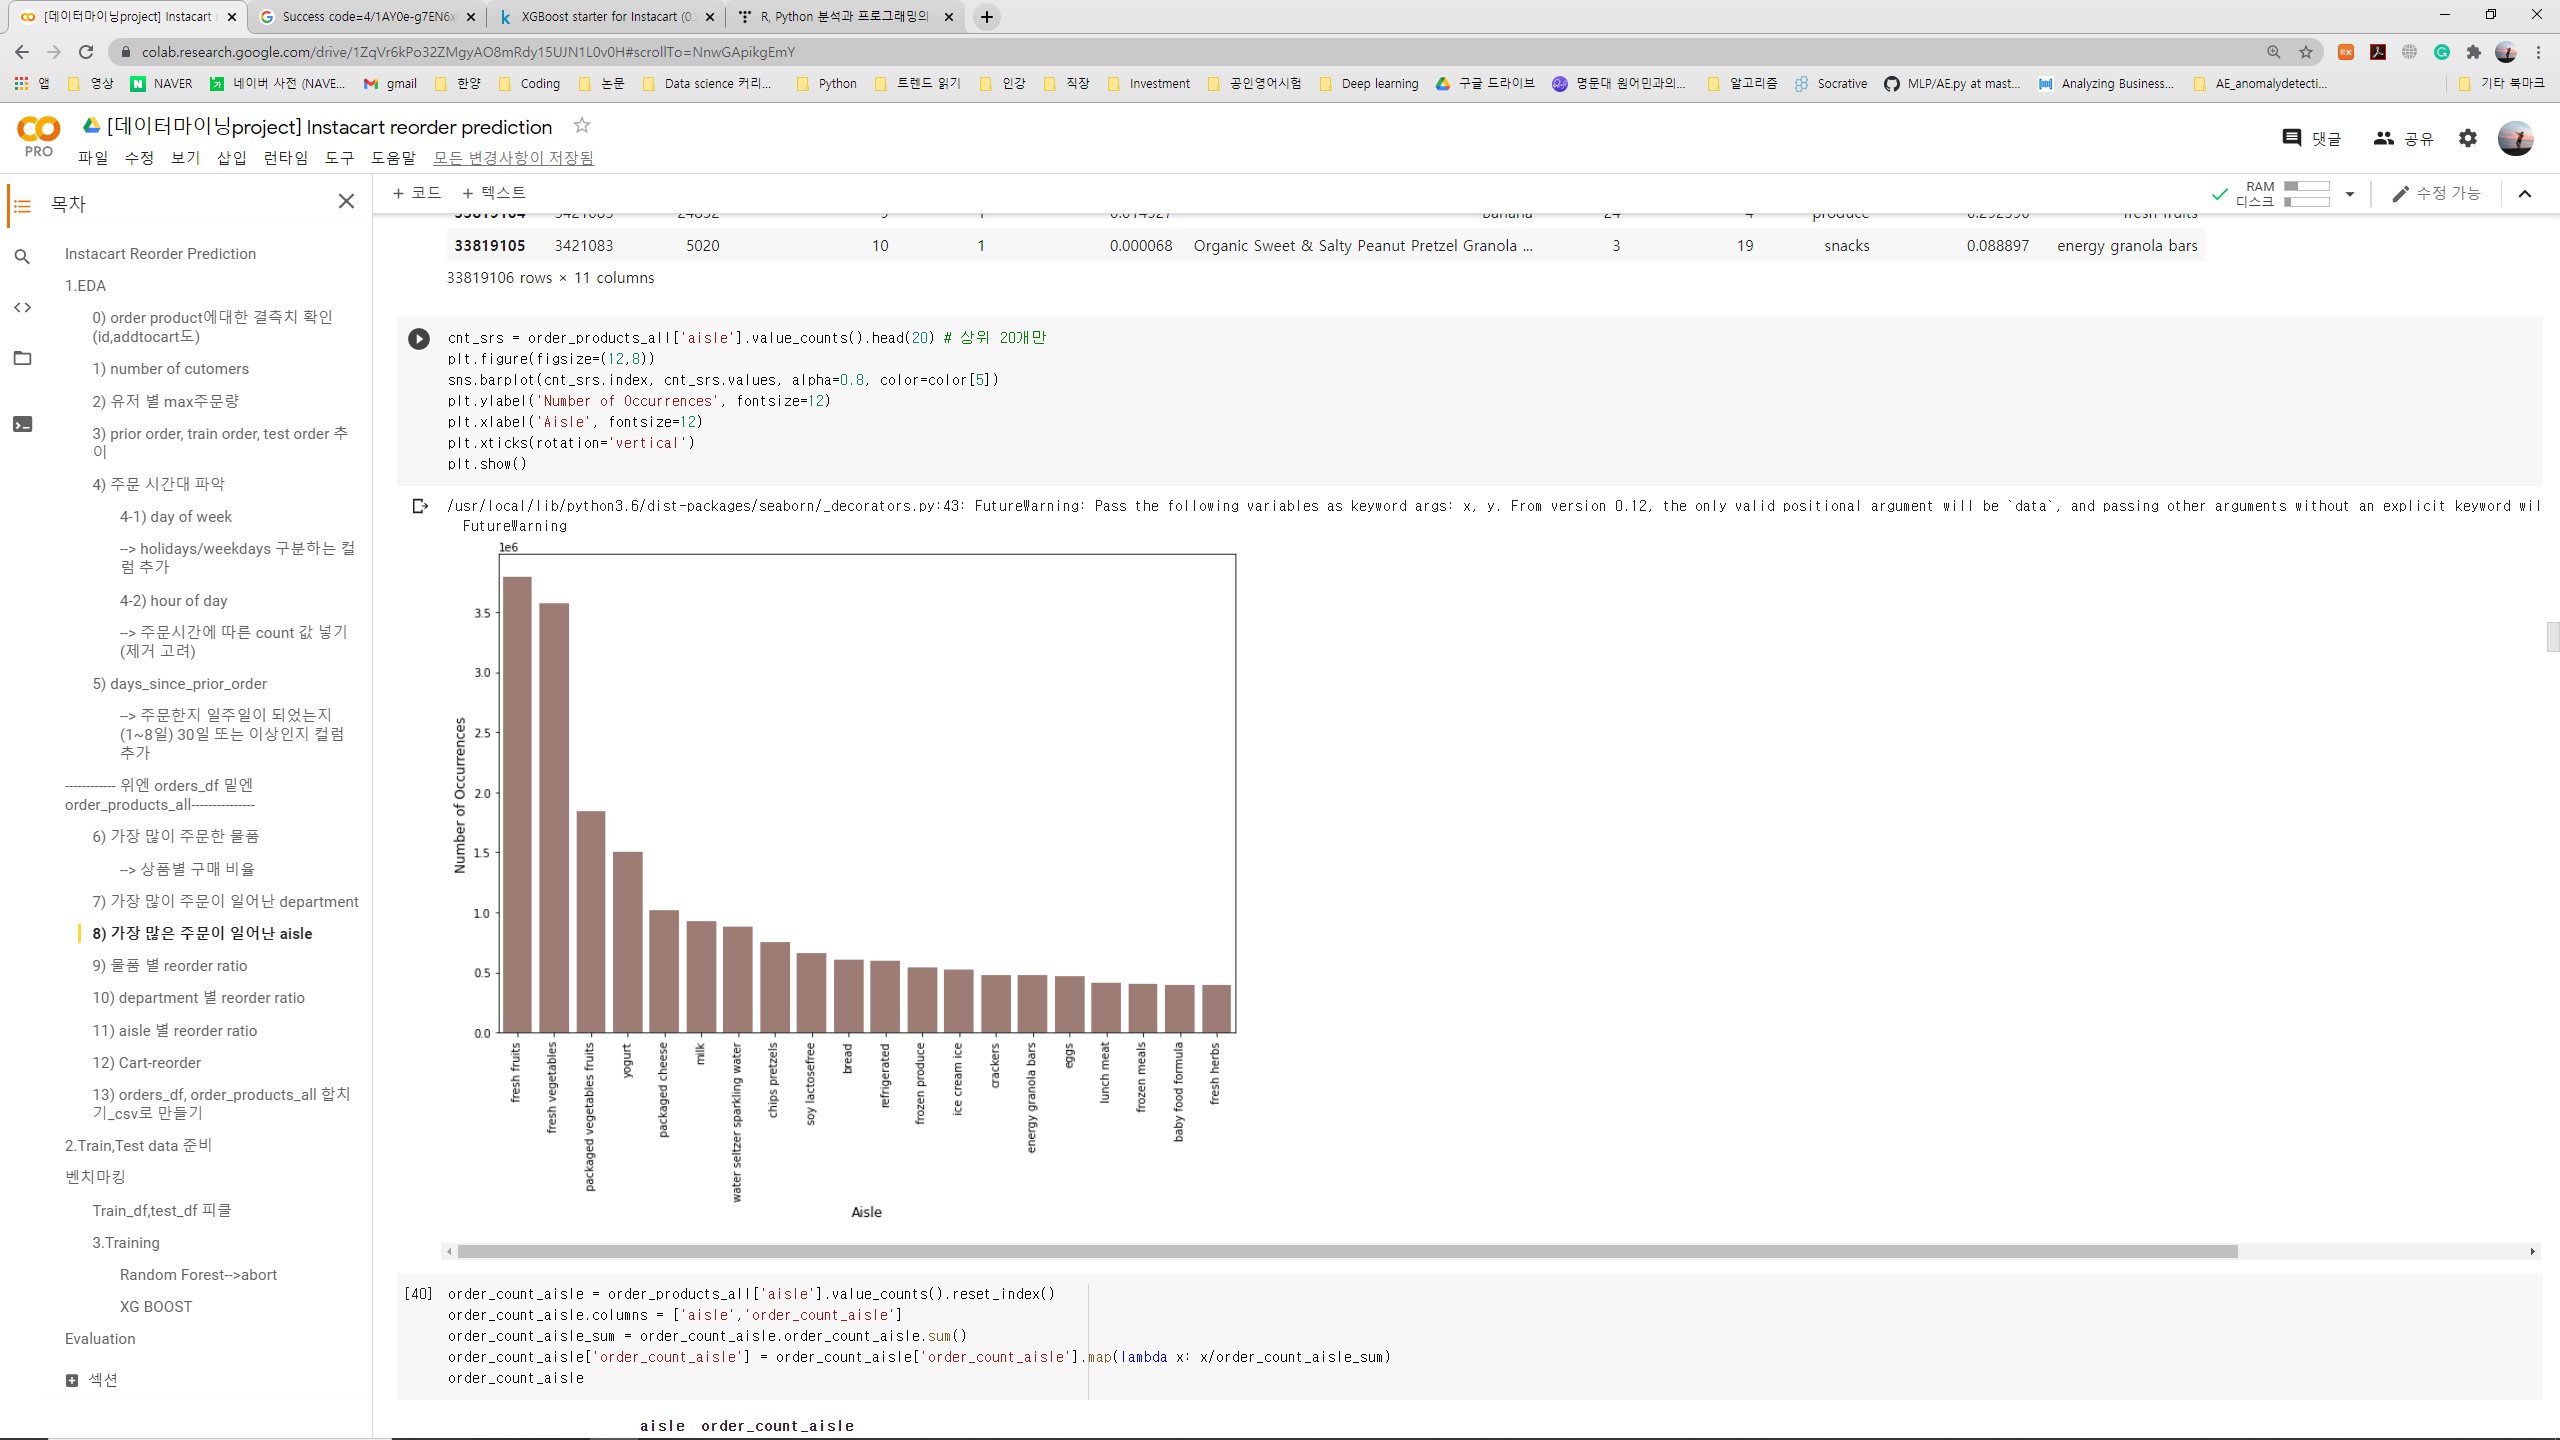 [데이터마이닝project] Instacart r
Success code=4/1AY0e-g7EN6x
XGBoost starter for Instacart (0.
R, Python 분석과 프로그래밍의
colab.research.google.com/drive/1ZqVr6kPo32ZMgyAO8mRdy15UJN1L0v0H#scrollTo=NnwGApikgEmY
앱 영상 NAVER 네이버 사전 (NAVE... gmail 한양 Coding 논문 Data science 커리... Python 트렌드 읽기 인강 직장 Investment 공인영어시험 Deep learning 구글 드라이브 명문대 원어민과의... 알고리즘 Socrative MLP/AE.py at mast... Analyzing Business... AE_anomalydetecti... 기타 북마크
PRO
[데이터마이닝project] Instacart reorder prediction
파일 수정 보기 삽입 런타임 도구 도움말 모든 변경사항이 저장됨
댓글 공유
목차
Instacart Reorder Prediction
1.EDA
0) order product에대한 결측치 확인
(id,addtocart도)
1) number of cutomers
2) 유저 별 max주문량
3) prior order, train order, test order 추
이
4) 주문 시간대 파악
4-1) day of week
--> holidays/weekdays 구분하는 컬
럼 추가
4-2) hour of day
--> 주문시간에 따른 count 값 넣기
(제거 고려)
5) days_since_prior_order
--> 주문한지 일주일이 되었는지
(1~8일) 30일 또는 이상인지 컬럼
추가
------------ 위엔 orders_df 밑엔
order_products_all---------------
6) 가장 많이 주문한 물품
--> 상품별 구매 비율
7) 가장 많이 주문이 일어난 department
8) 가장 많은 주문이 일어난 aisle
9) 물품 별 reorder ratio
10) department 별 reorder ratio
11) aisle 별 reorder ratio
12) Cart-reorder
13) orders_df, order_products_all 합치
기_csv로 만들기
2.Train,Test data 준비
벤치마킹
Train_df,test_df 피클
3.Training
Random Forest-->abort
XG BOOST
Evaluation
섹션
+ 코드 + 텍스트
RAM
디스크
수정 가능
33819104 3421083 24852 9 1 0.014527 Banana 24 4 produce 0.292590 fresh fruits
33819105 3421083 5020 10 1 0.000068 Organic Sweet & Salty Peanut Pretzel Granola ... 3 19 snacks 0.088897 energy granola bars
33819106 rows × 11 columns
cnt_srs = order_products_all['aisle'].value_counts().head(20) # 상위 20개만
plt.figure(figsize=(12,8))
sns.barplot(cnt_srs.index, cnt_srs.values, alpha=0.8, color=color[5])
plt.ylabel('Number of Occurrences', fontsize=12)
plt.xlabel('Aisle', fontsize=12)
plt.xticks(rotation='vertical')
plt.show()
/usr/local/lib/python3.6/dist-packages/seaborn/_decorators.py:43: FutureWarning: Pass the following variables as keyword args: x, y. From version 0.12, the only valid positional argument will be `data`, and passing other arguments without an explicit keyword wil
FutureWarning
1e6
3.5
3.0
2.5
2.0
1.5
1.0
0.5
0.0
Number of Occurrences
fresh fruits
fresh vegetables
packaged vegetables fruits
yogurt
packaged cheese
milk
water seltzer sparkling water
chips pretzels
soy lactosefree
bread
refrigerated
frozen produce
ice cream ice
crackers
energy granola bars
eggs
lunch meat
frozen meals
baby food formula
fresh herbs
Aisle
[40] order_count_aisle = order_products_all['aisle'].value_counts().reset_index()
order_count_aisle.columns = ['aisle','order_count_aisle']
order_count_aisle_sum = order_count_aisle.order_count_aisle.sum()
order_count_aisle['order_count_aisle'] = order_count_aisle['order_count_aisle'].map(lambda x: x/order_count_aisle_sum)
order_count_aisle
aisle order_count_aisle